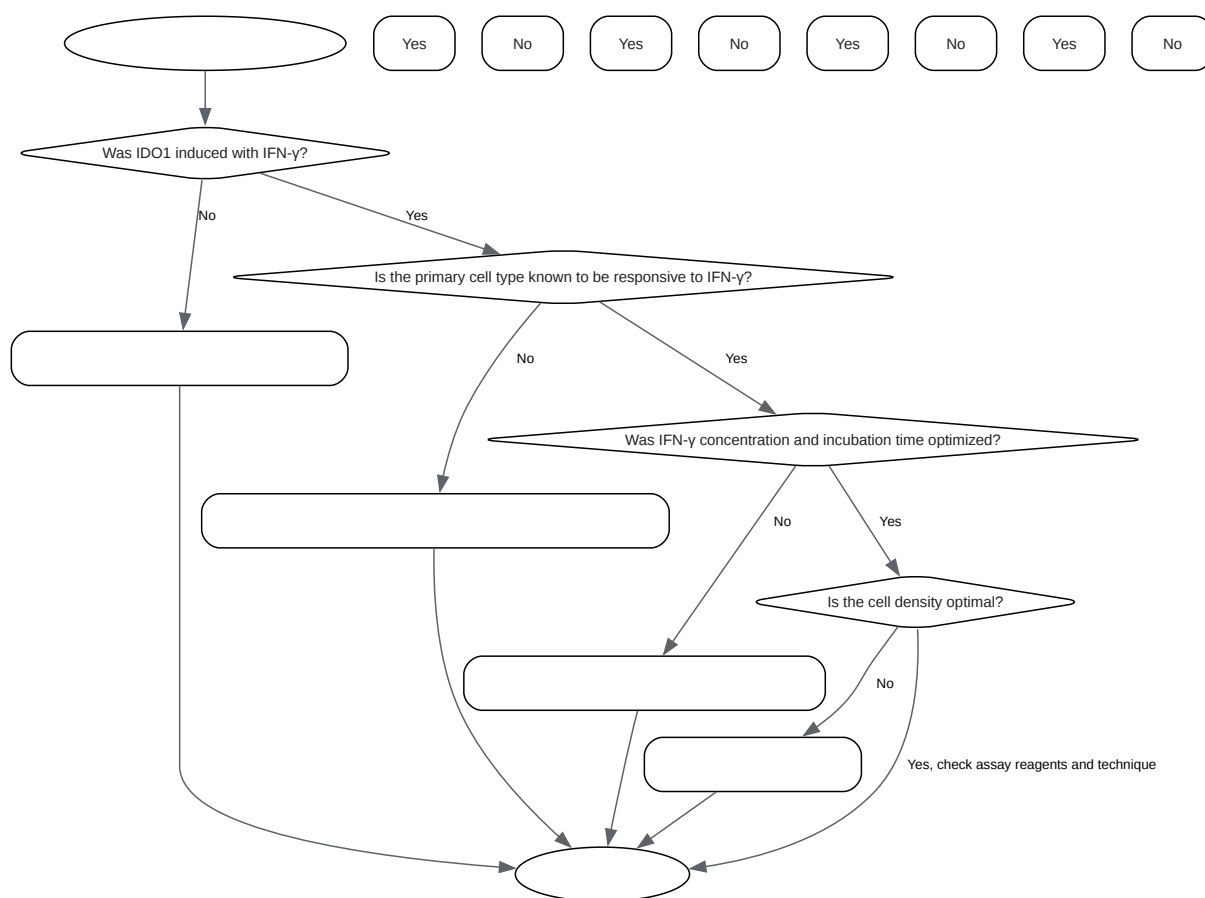 Yes
No
Yes
No
Yes
No
Yes
No
Was IDO1 induced with IFN-γ?
No
Yes
Is the primary cell type known to be responsive to IFN-γ?
No
Yes
Was IFN-γ concentration and incubation time optimized?
No
Yes
Is the cell density optimal?
No
Yes, check assay reagents and technique